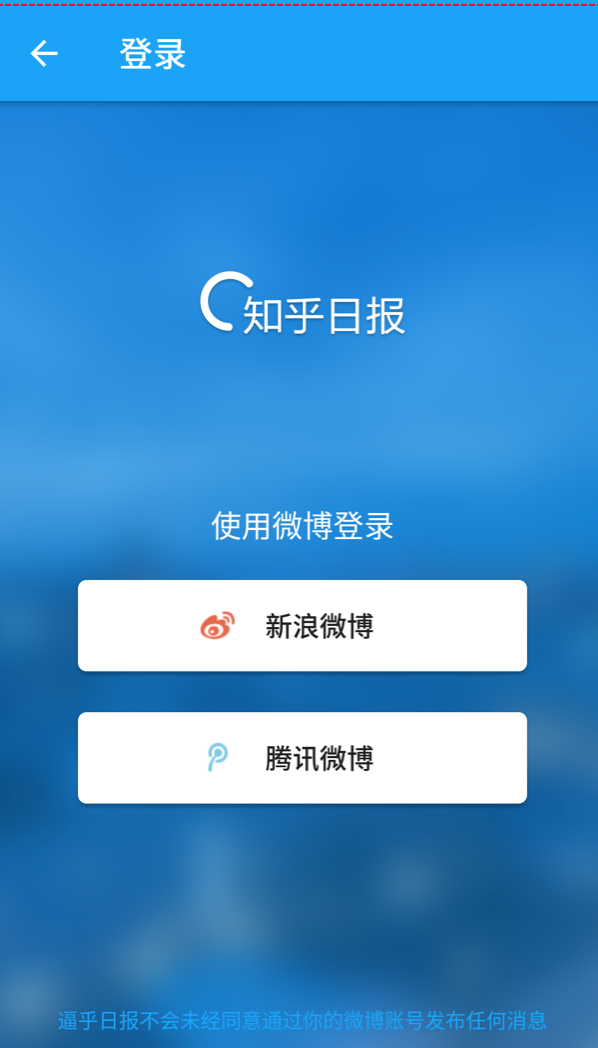 登录
知乎日报
使用微博登录
新浪微博
腾讯微博
逼乎日报不会未经同意通过你的微博账号发布任何消息